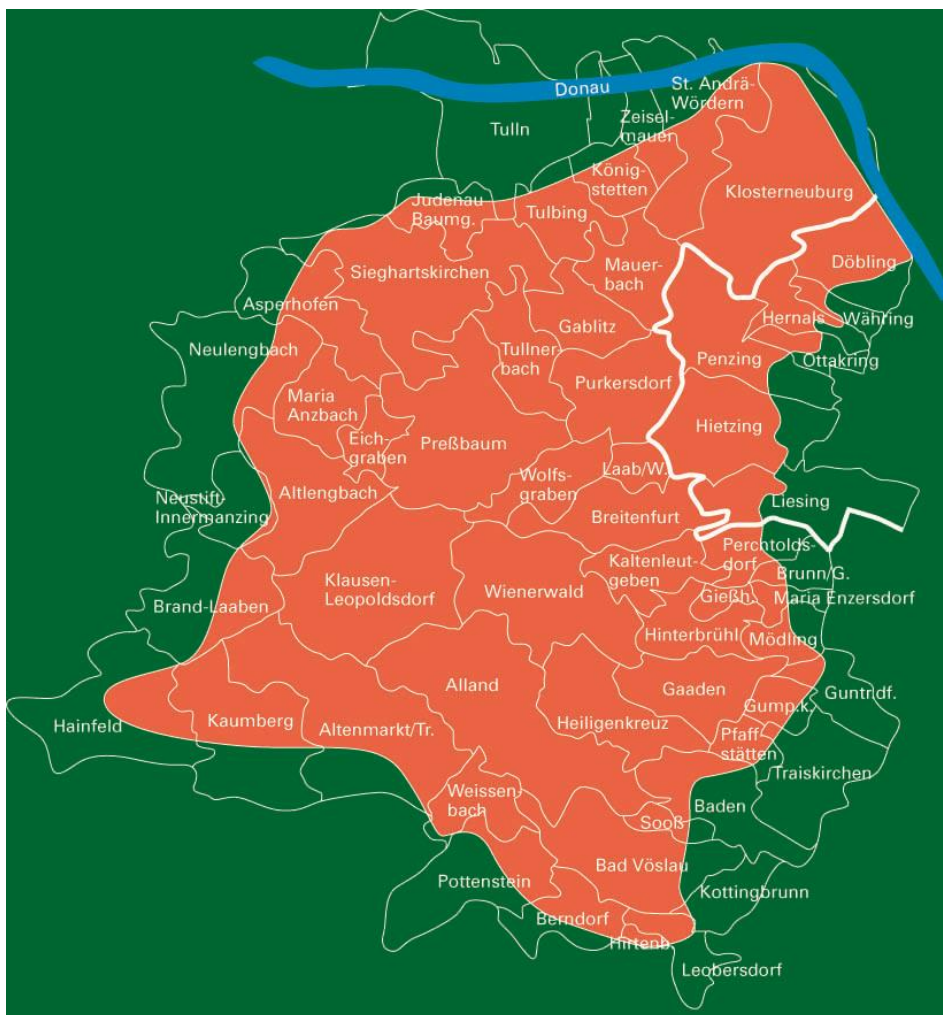 Donau
St. Andrä-
Wördern
Zeisel-
mauer
Tulln
König-
stetten
Klosterneuburg
Judenau
Baumg.
Tulbing
Döbling
Mauer-
bach
Sieghartskirchen
Asperhofen
Gablitz
Hernals
Währing
Neulengbach
Tullner-
bach
Penzing
Ottakring
Purkersdorf
Maria
Anzbach
Hietzing
Eich-
graben
Preßbaum
Wolfs-
graben
Laab/W.
Altlengbach
Neustift-
Innermanzing
Liesing
Breitenfurt
Perchtolds-
dorf
Kaltenleut-
geben
Brunn/G.
Klausen-
Leopoldsdorf
Wienerwald
Gießh.
Maria Enzersdorf
Brand-Laaben
Hinterbrühl
Mödling
Alland
Gaaden
Guntr.df.
Gump.k.
Hainfeld
Kaumberg
Altenmarkt/Tr.
Heiligenkreuz
Pfaff-
stätten
Traiskirchen
Weissen-
bach
Baden
Sooß
Bad Vöslau
Pottenstein
Kottingbrunn
Berndorf
Hirtenb.
Leobersdorf